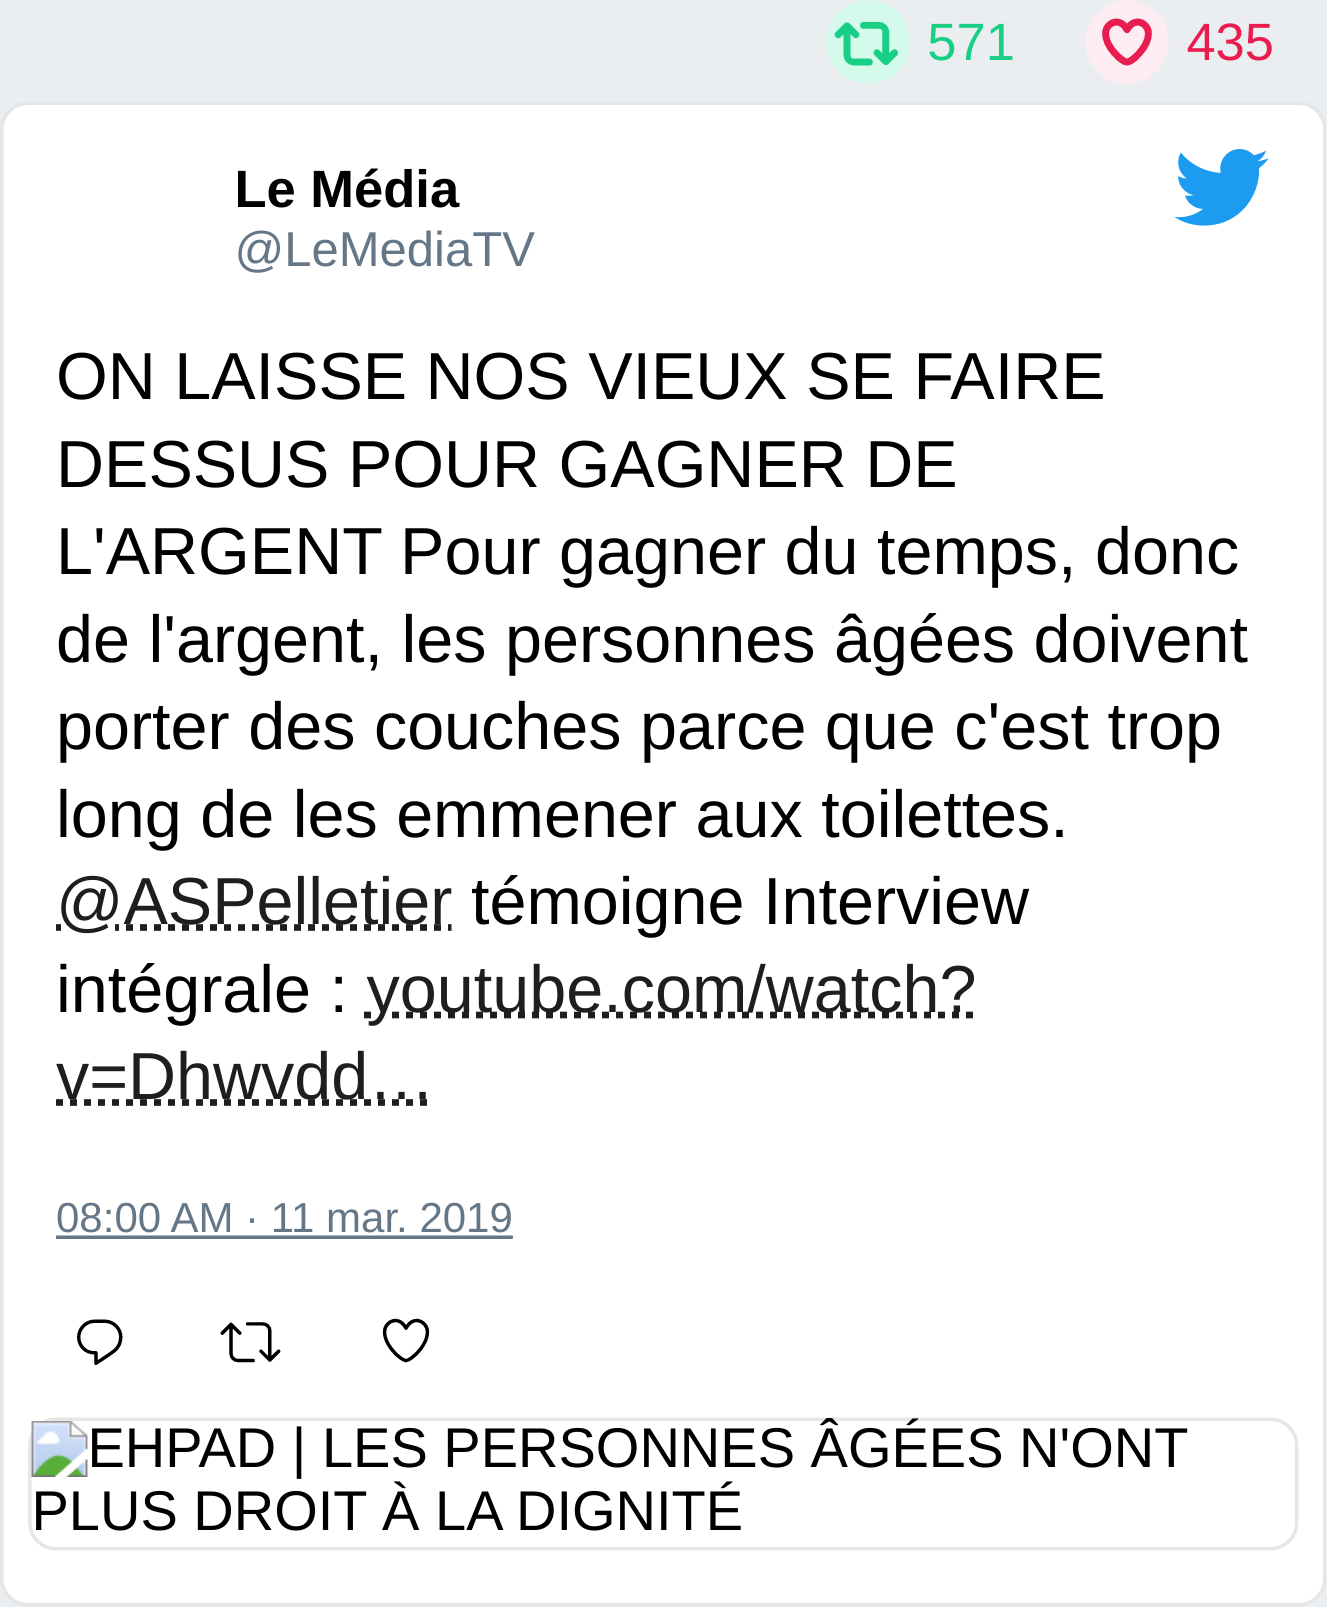 571 435
Le Média
@LeMediaTV
ON LAISSE NOS VIEUX SE FAIRE
DESSUS POUR GAGNER DE
L'ARGENT Pour gagner du temps, donc
de l'argent, les personnes âgées doivent
porter des couches parce que c'est trop
long de les emmener aux toilettes.
@ASPelletier témoigne Interview
intégrale : youtube.com/watch?
v=Dhwvdd…
08:00 AM · 11 mar. 2019
EHPAD | LES PERSONNES ÂGÉES N'ONT
PLUS DROIT À LA DIGNITÉ